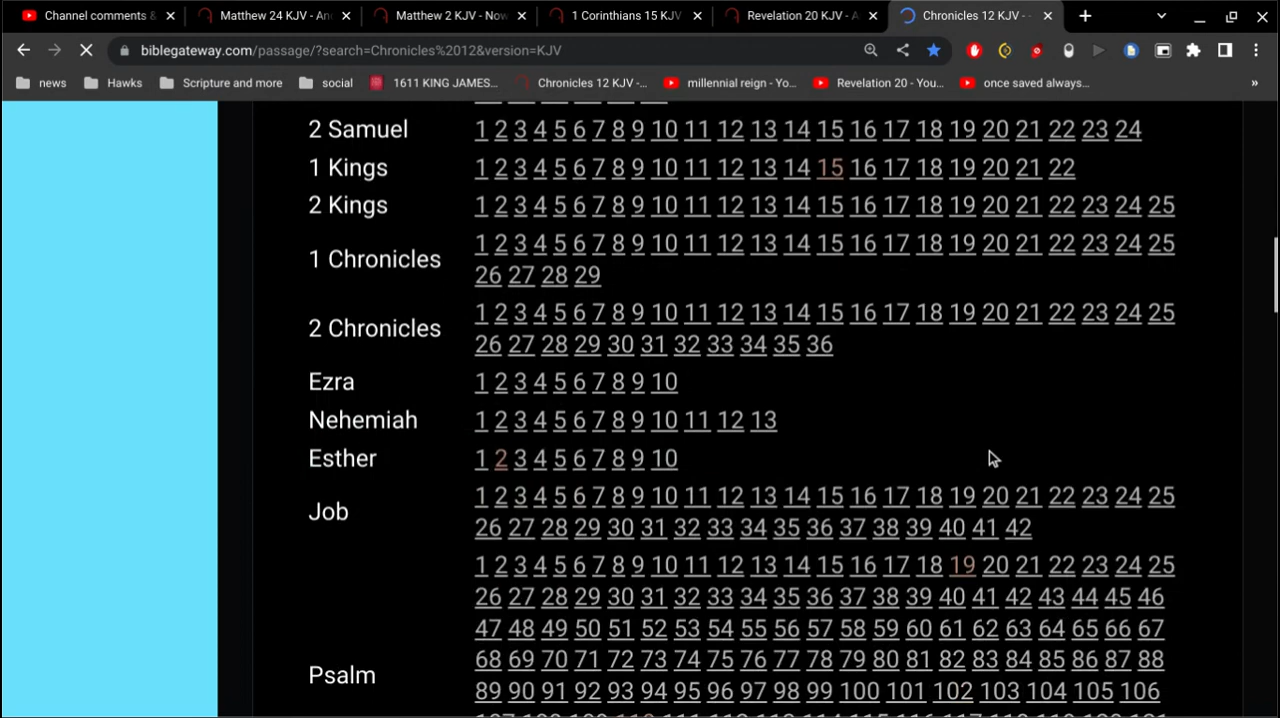 Channel comments &
Matthew 24 KJV - An
Matthew 2 KJV - Now
1 Corinthians 15 KJV
Revelation 20 KJV - A
Chronicles 12 KJV -
biblegateway.com/passage/?search=Chronicles%2012&version=KJV
news Hawks Scripture and more social 1611 KING JAMES... Chronicles 12 KJV -... millennial reign - Yo... Revelation 20 - You... once saved always... »
2 Samuel 1 2 3 4 5 6 7 8 9 10 11 12 13 14 15 16 17 18 19 20 21 22 23 24
1 Kings 1 2 3 4 5 6 7 8 9 10 11 12 13 14 15 16 17 18 19 20 21 22
2 Kings 1 2 3 4 5 6 7 8 9 10 11 12 13 14 15 16 17 18 19 20 21 22 23 24 25
1 Chronicles 1 2 3 4 5 6 7 8 9 10 11 12 13 14 15 16 17 18 19 20 21 22 23 24 25
26 27 28 29
2 Chronicles 1 2 3 4 5 6 7 8 9 10 11 12 13 14 15 16 17 18 19 20 21 22 23 24 25
26 27 28 29 30 31 32 33 34 35 36
Ezra 1 2 3 4 5 6 7 8 9 10
Nehemiah 1 2 3 4 5 6 7 8 9 10 11 12 13
Esther 1 2 3 4 5 6 7 8 9 10
Job 1 2 3 4 5 6 7 8 9 10 11 12 13 14 15 16 17 18 19 20 21 22 23 24 25
26 27 28 29 30 31 32 33 34 35 36 37 38 39 40 41 42
1 2 3 4 5 6 7 8 9 10 11 12 13 14 15 16 17 18 19 20 21 22 23 24 25
26 27 28 29 30 31 32 33 34 35 36 37 38 39 40 41 42 43 44 45 46
47 48 49 50 51 52 53 54 55 56 57 58 59 60 61 62 63 64 65 66 67
Psalm 68 69 70 71 72 73 74 75 76 77 78 79 80 81 82 83 84 85 86 87 88
89 90 91 92 93 94 95 96 97 98 99 100 101 102 103 104 105 106